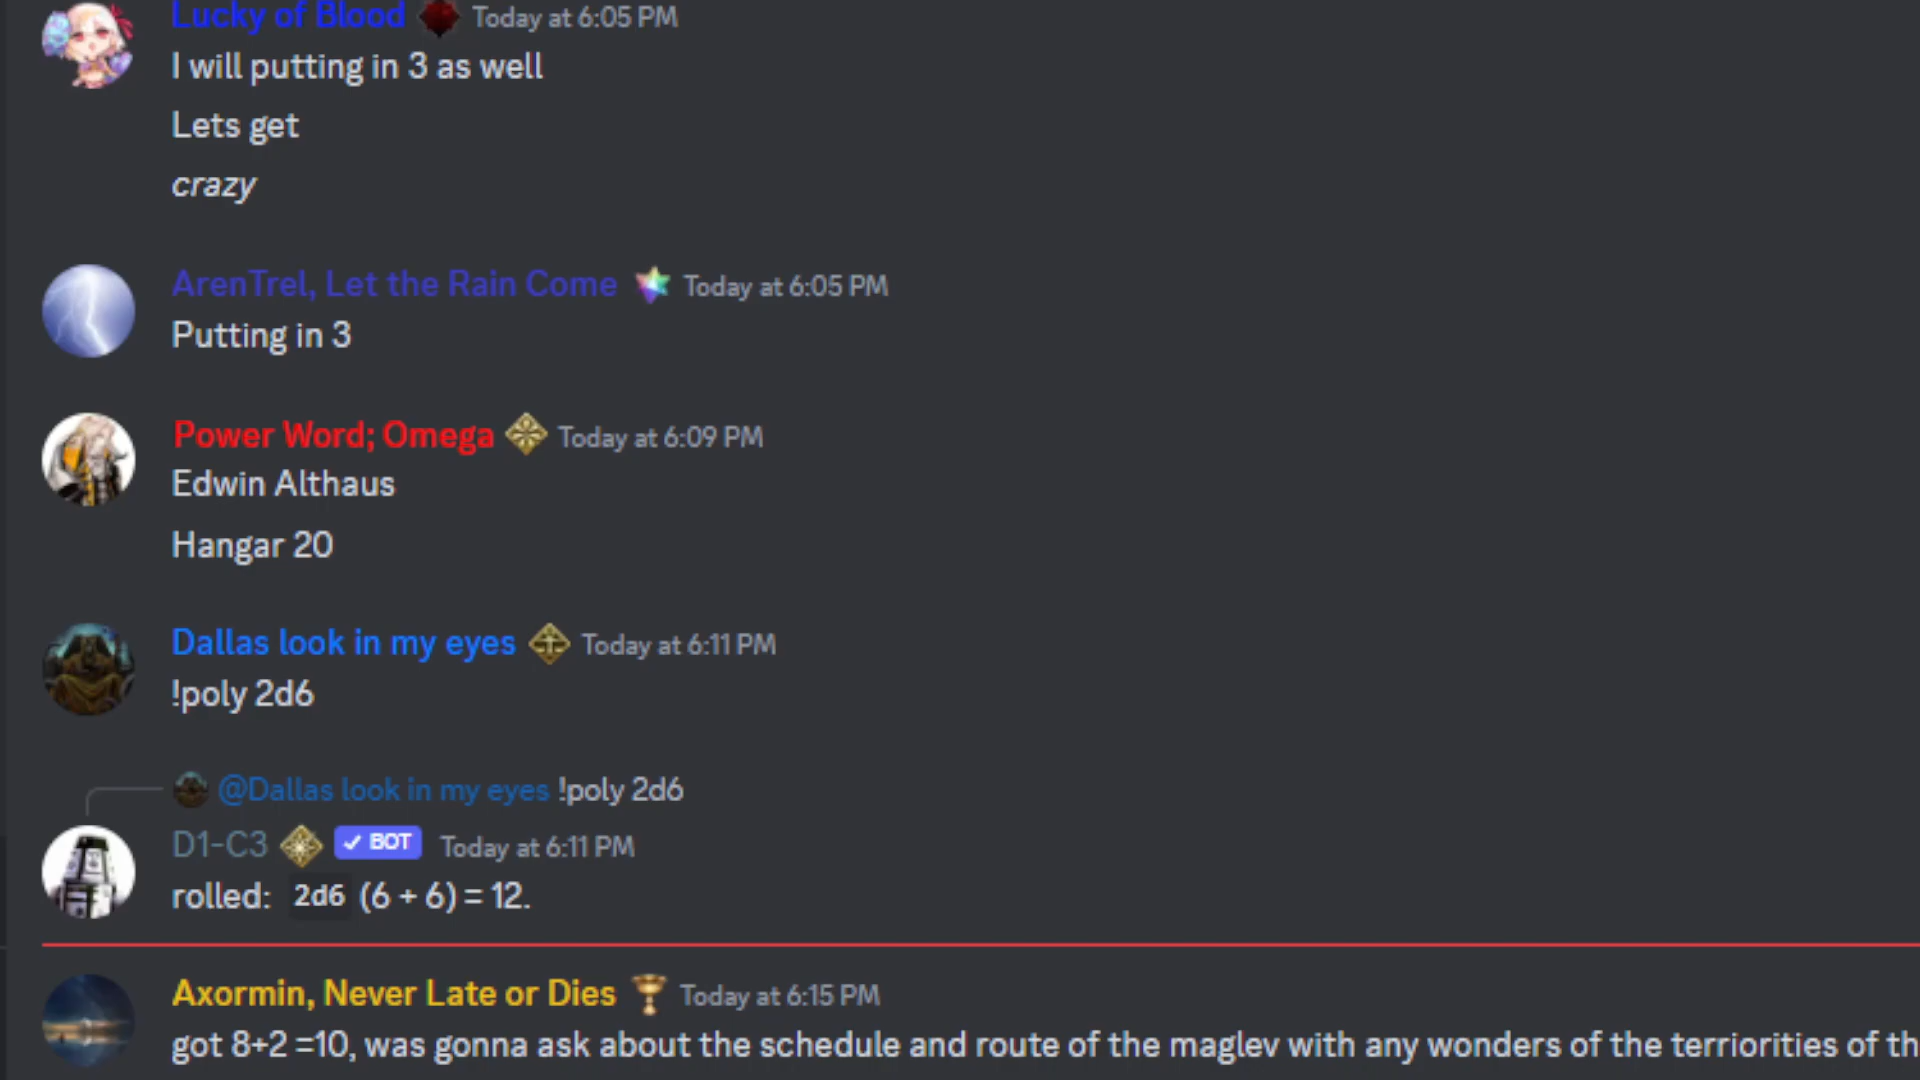 Lucky of Blood Today at 6:05 PM
I will putting in 3 as well
Lets get
crazy
ArenTrel, Let the Rain Come Today at 6:05 PM
Putting in 3
Power Word; Omega Today at 6:09 PM
Edwin Althaus
Hangar 20
Dallas look in my eyes Today at 6:11 PM
!poly 2d6
@Dallas look in my eyes !poly 2d6
D1-C3 ✓ BOT Today at 6:11 PM
rolled: 2d6 (6 + 6) = 12.
Axormin, Never Late or Dies Today at 6:15 PM
got 8+2 =10, was gonna ask about the schedule and route of the maglev with any wonders of the terriorities of th